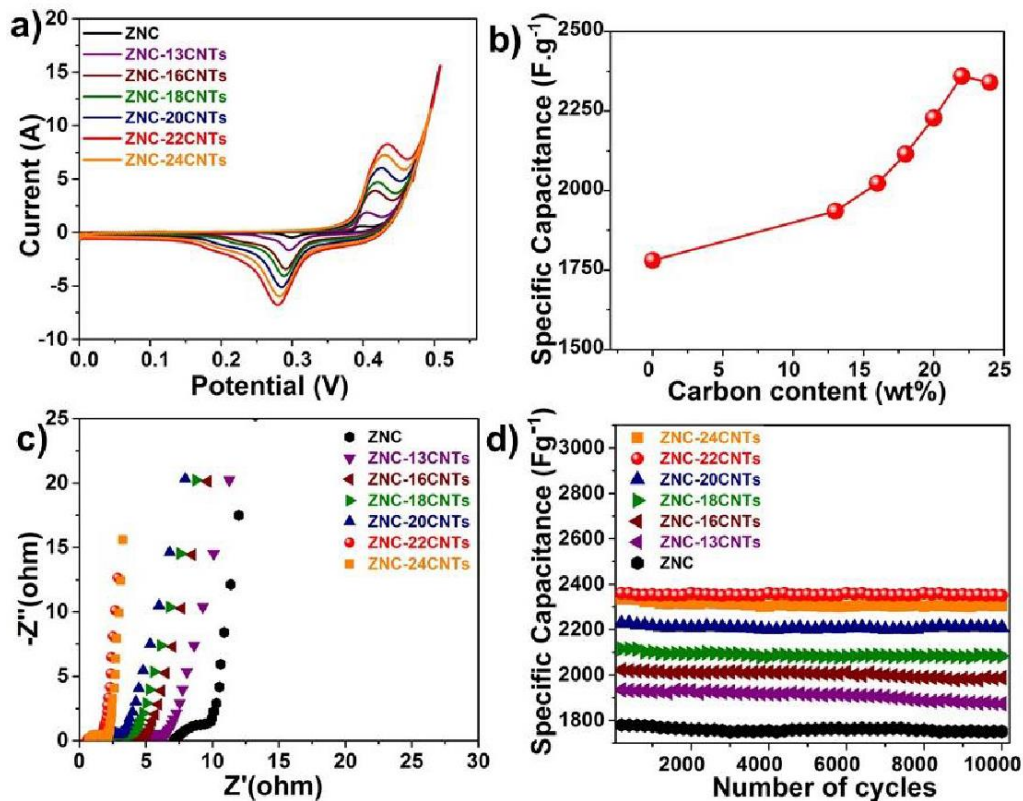 a)
20
15
10
5
0
-5
-10
Current (A)
ZNC
ZNC-13CNTs
ZNC-16CNTs
ZNC-18CNTs
ZNC-20CNTs
ZNC-22CNTs
ZNC-24CNTs
0.0 0.1 0.2 0.3 0.4 0.5
Potential (V)
b)
2500
2250
2000
1750
1500
Specific Capacitance (F.g⁻¹)
0 5 10 15 20 25
Carbon content (wt%)
c)
25
20
15
10
5
0
-Z''(ohm)
ZNC
ZNC-13CNTs
ZNC-16CNTs
ZNC-18CNTs
ZNC-20CNTs
ZNC-22CNTs
ZNC-24CNTs
0 5 10 15 20 25 30
Z'(ohm)
d)
3000
2800
2600
2400
2200
2000
1800
Specific Capacitance (Fg⁻¹)
ZNC-24CNTs
ZNC-22CNTs
ZNC-20CNTs
ZNC-18CNTs
ZNC-16CNTs
ZNC-13CNTs
ZNC
2000 4000 6000 8000 10000
Number of cycles